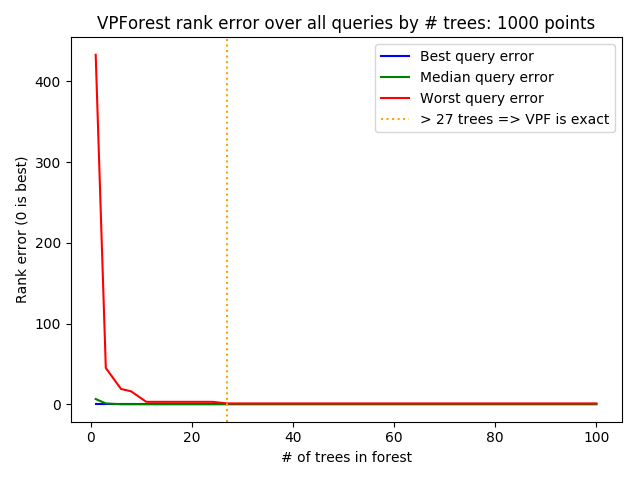 VPForest rank error over all queries by # trees: 1000 points
Best query error
Median query error
Worst query error
> 27 trees => VPF is exact
Rank error (0 is best)
400
300
200
100
0
0 20 40 60 80 100
# of trees in forest